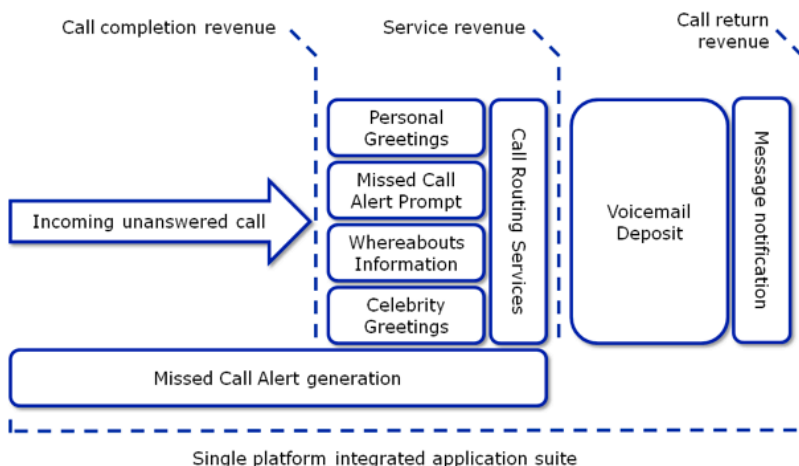 Call completion revenue
Service revenue
Call return
revenue
Incoming unanswered call
Personal
Greetings
Missed Call
Alert Prompt
Whereabouts
Information
Celebrity
Greetings
Call Routing Services
Voicemail
Deposit
Message notification
Missed Call Alert generation
Single platform integrated application suite